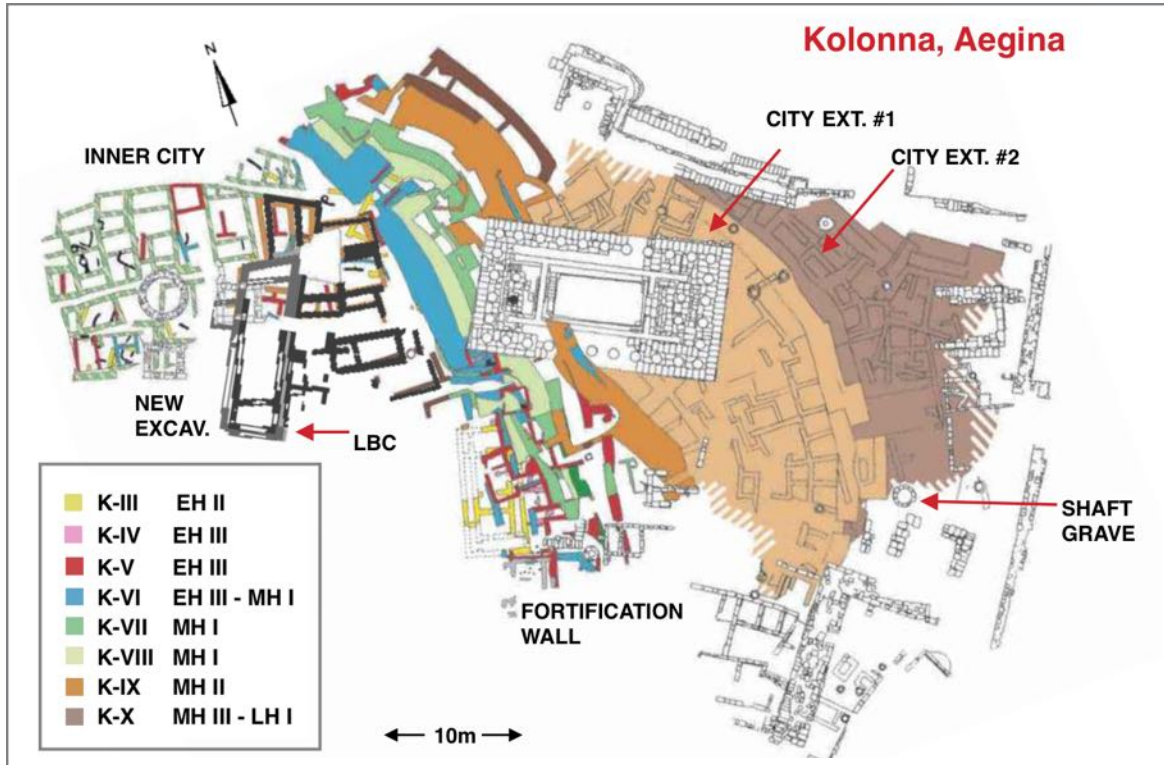 Kolonna, Aegina
N
CITY EXT. #1
CITY EXT. #2
INNER CITY
NEW
EXCAV.
LBC
SHAFT
GRAVE
FORTIFICATION
WALL
K-III EH II
K-IV EH III
K-V EH III
K-VI EH III - MH I
K-VII MH I
K-VIII MH I
K-IX MH II
K-X MH III - LH I
10m